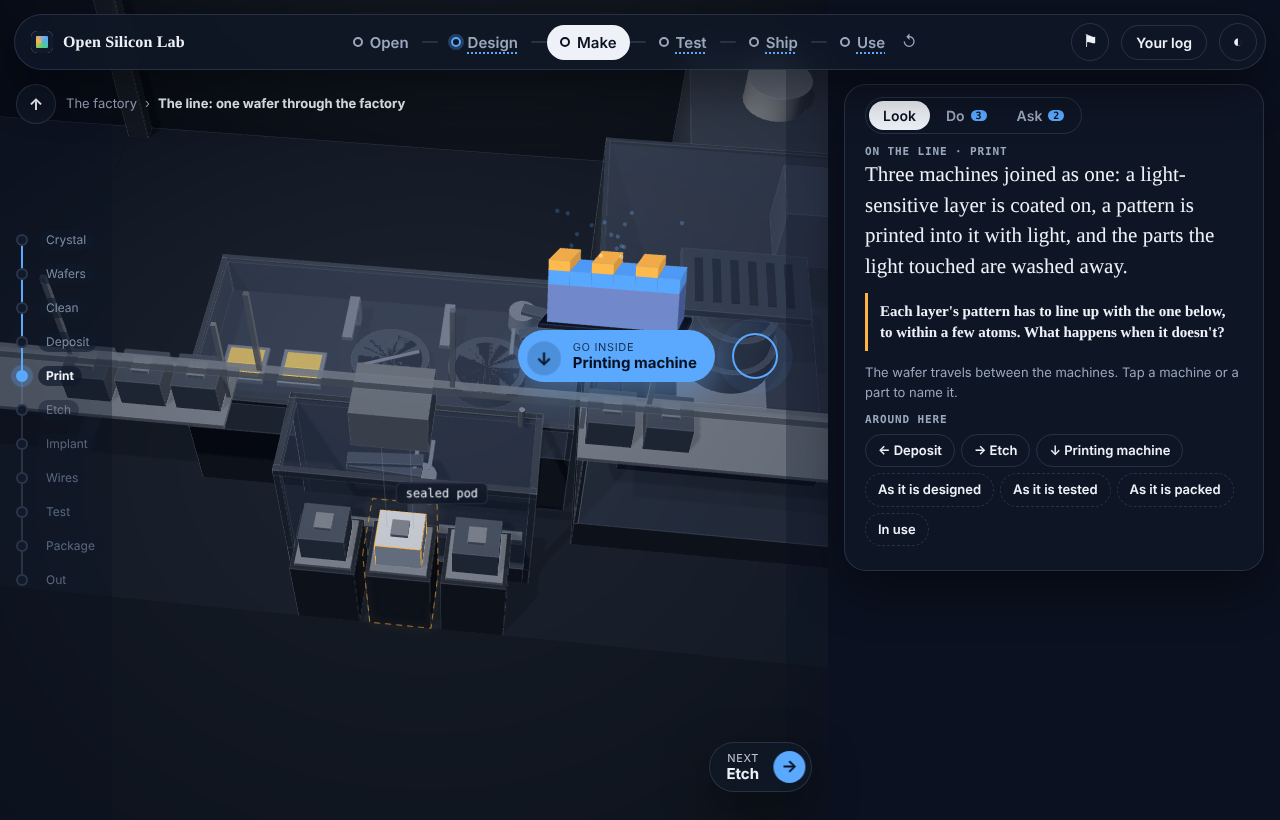 Open Silicon Lab
Open
Design
Make
Test
Ship
Use
Your log
The factory › The line: one wafer through the factory
Crystal
Wafers
Clean
Deposit
Print
Etch
Implant
Wires
Test
Package
Out
GO INSIDE
Printing machine
sealed pod
NEXT
Etch
Look
Do 3
Ask 2
ON THE LINE · PRINT
Three machines joined as one: a light-
sensitive layer is coated on, a pattern is
printed into it with light, and the parts the
light touched are washed away.
Each layer's pattern has to line up with the one below,
to within a few atoms. What happens when it doesn't?
The wafer travels between the machines. Tap a machine or a
part to name it.
AROUND HERE
← Deposit
→ Etch
↓ Printing machine
As it is designed
As it is tested
As it is packed
In use